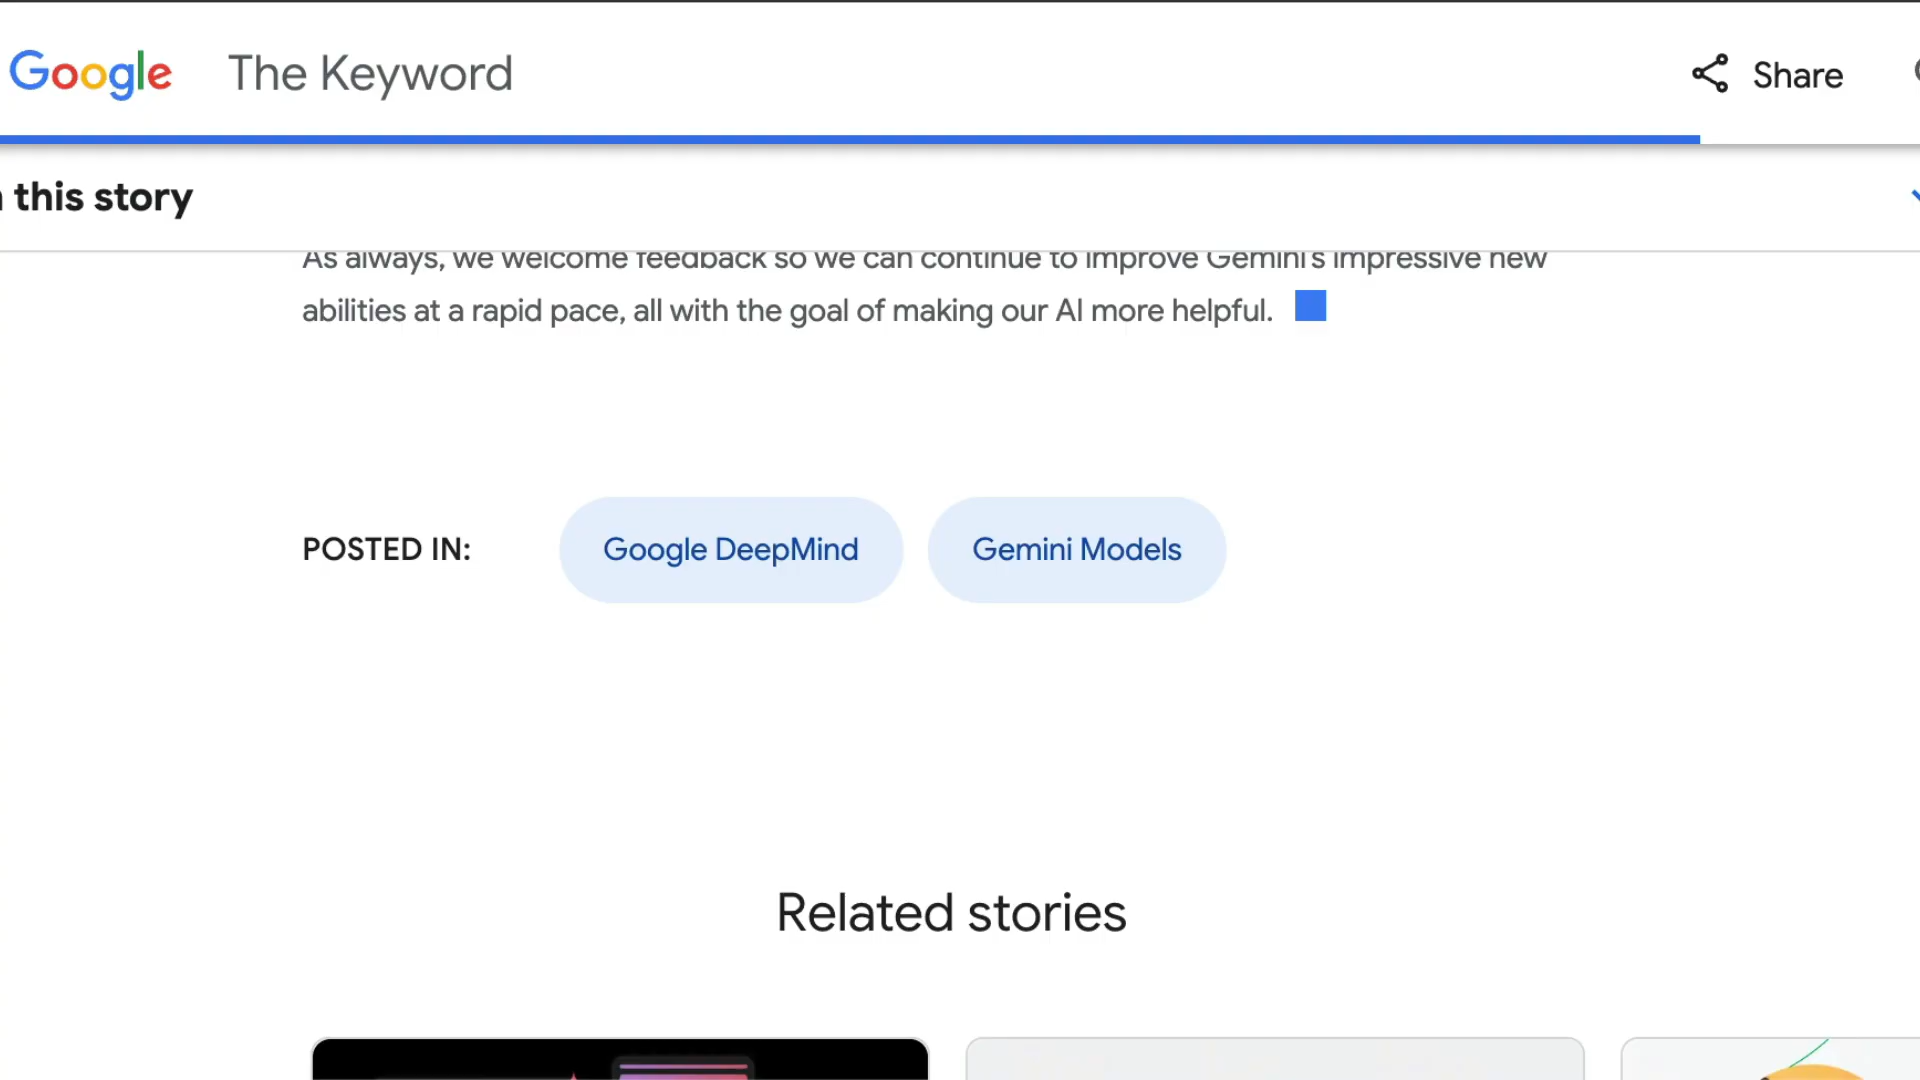 Google The Keyword Share
this story
As always, we welcome feedback so we can continue to improve Gemini's impressive new
abilities at a rapid pace, all with the goal of making our AI more helpful.
POSTED IN: Google DeepMind Gemini Models
Related stories